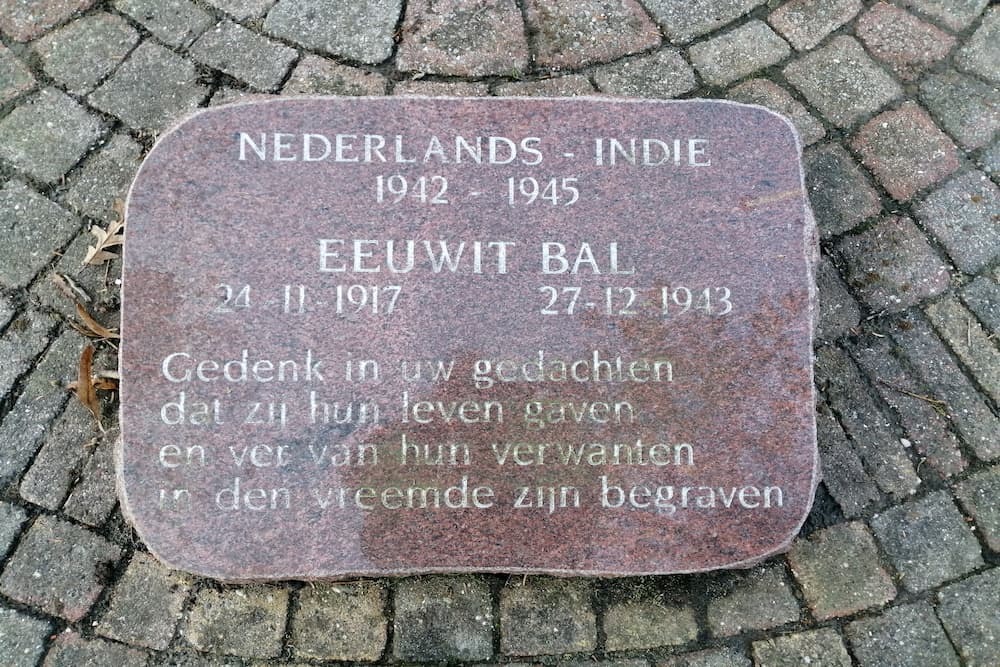 NEDERLANDS - INDIE
1942 - 1945
EEUWIT BAL
24-11-1917 27-12-1943
Gedenk in uw gedachten
dat zij hun leven gaven
en ver van hun verwanten
in den vreemde zijn begraven